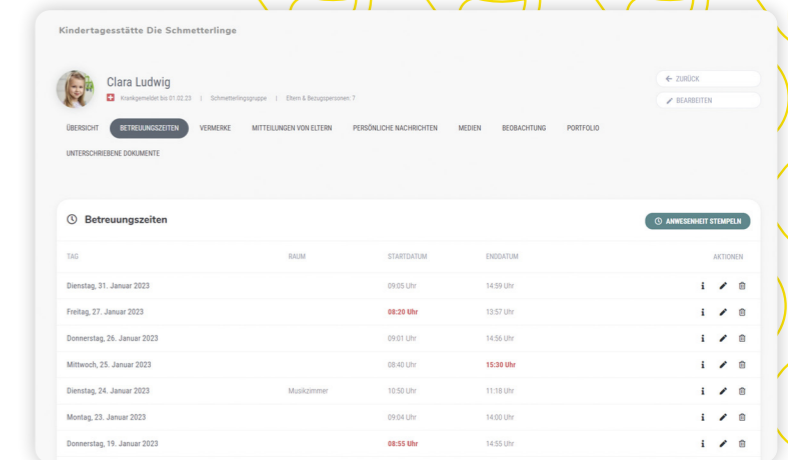 Kindertagesstätte Die Schmetterlinge
Clara Ludwig
Krankgemeldet bis 01.02.23 | Schmetterlingsgruppe | Eltern & Bezugspersonen: 7
← ZURÜCK
BEARBEITEN
ÜBERSICHT BETREUUNGSZEITEN VERMERKE MITTEILUNGEN VON ELTERN PERSÖNLICHE NACHRICHTEN MEDIEN BEOBACHTUNG PORTFOLIO
UNTERSCHRIEBENE DOKUMENTE
Betreuungszeiten
ANWESENHEIT STEMPELN
TAG RAUM STARTDATUM ENDDATUM AKTIONEN
Dienstag, 31. Januar 2023 09:05 Uhr 14:59 Uhr
Freitag, 27. Januar 2023 08:20 Uhr 13:57 Uhr
Donnerstag, 26. Januar 2023 09:01 Uhr 14:56 Uhr
Mittwoch, 25. Januar 2023 08:40 Uhr 15:30 Uhr
Dienstag, 24. Januar 2023 Musikzimmer 10:50 Uhr 11:18 Uhr
Montag, 23. Januar 2023 09:04 Uhr 14:00 Uhr
Donnerstag, 19. Januar 2023 08:55 Uhr 14:55 Uhr